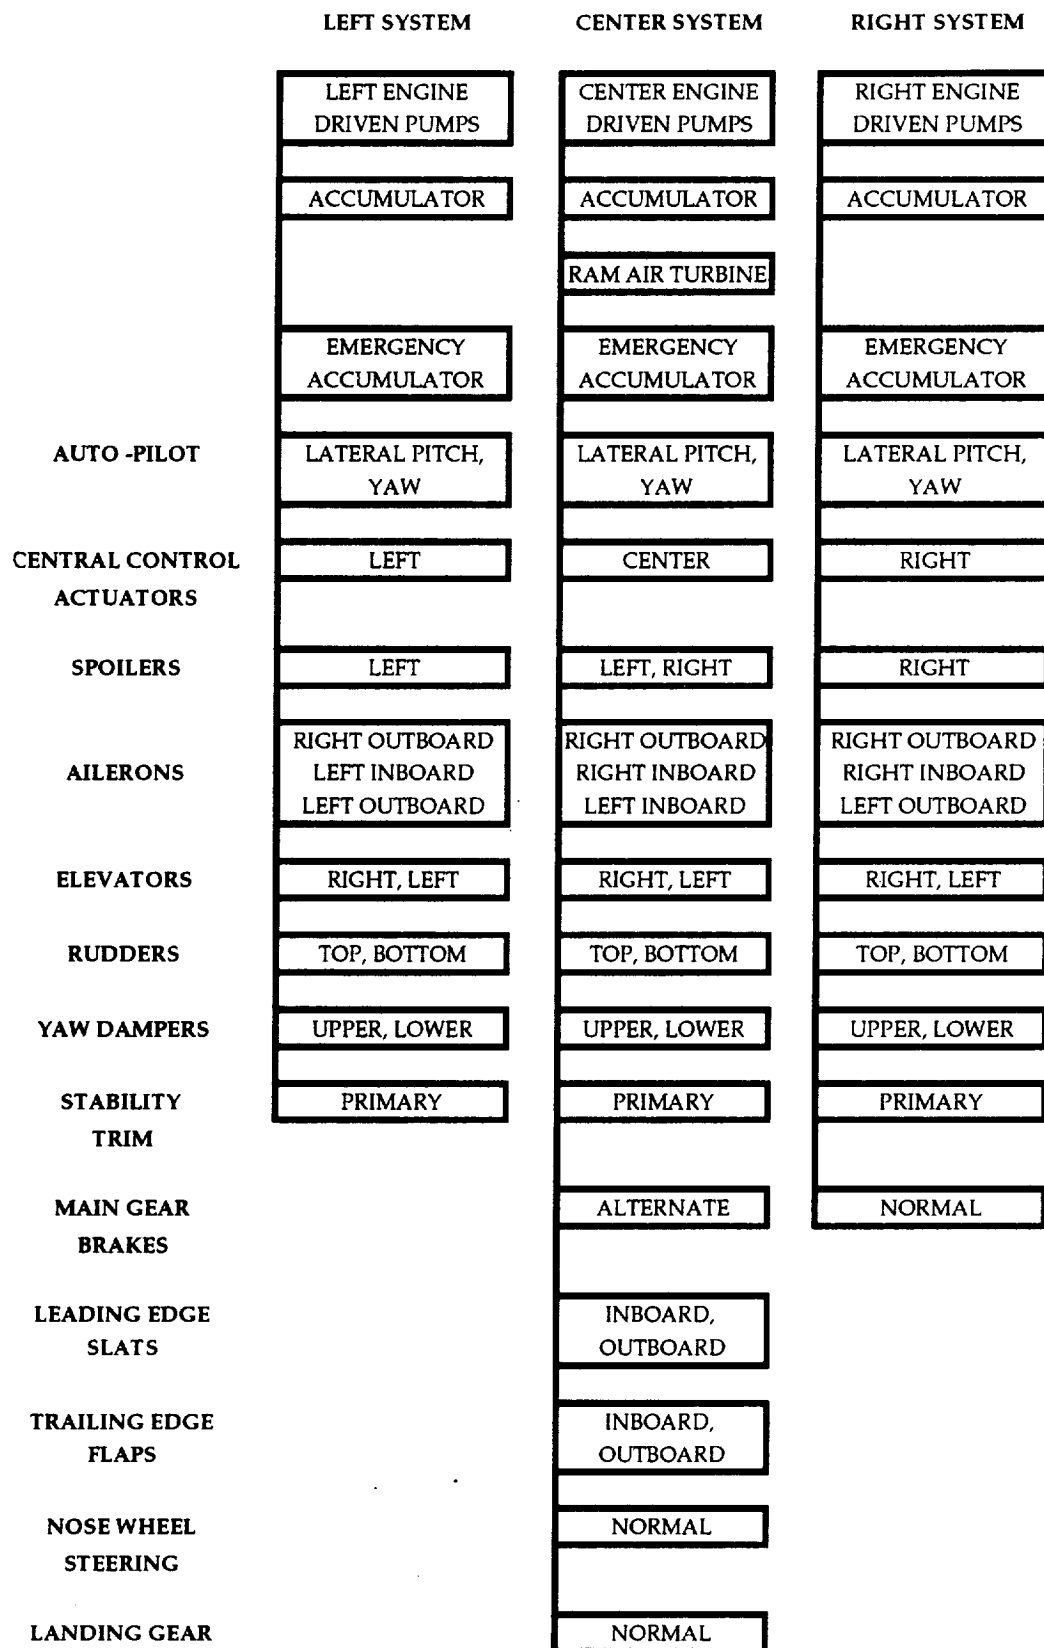 LEFT SYSTEM CENTER SYSTEM RIGHT SYSTEM
LEFT ENGINE CENTER ENGINE RIGHT ENGINE
DRIVEN PUMPS DRIVEN PUMPS DRIVEN PUMPS
ACCUMULATOR ACCUMULATOR ACCUMULATOR
RAM AIR TURBINE
EMERGENCY EMERGENCY EMERGENCY
ACCUMULATOR ACCUMULATOR ACCUMULATOR
AUTO -PILOT LATERAL PITCH, LATERAL PITCH, LATERAL PITCH,
YAW YAW YAW
CENTRAL CONTROL LEFT CENTER RIGHT
ACTUATORS
SPOILERS LEFT LEFT, RIGHT RIGHT
RIGHT OUTBOARD RIGHT OUTBOARD RIGHT OUTBOARD
AILERONS LEFT INBOARD RIGHT INBOARD RIGHT INBOARD
LEFT OUTBOARD LEFT INBOARD LEFT OUTBOARD
ELEVATORS RIGHT, LEFT RIGHT, LEFT RIGHT, LEFT
RUDDERS TOP, BOTTOM TOP, BOTTOM TOP, BOTTOM
YAW DAMPERS UPPER, LOWER UPPER, LOWER UPPER, LOWER
STABILITY PRIMARY PRIMARY PRIMARY
TRIM
MAIN GEAR ALTERNATE NORMAL
BRAKES
LEADING EDGE INBOARD,
SLATS OUTBOARD
TRAILING EDGE INBOARD,
FLAPS OUTBOARD
NOSE WHEEL NORMAL
STEERING
LANDING GEAR NORMAL